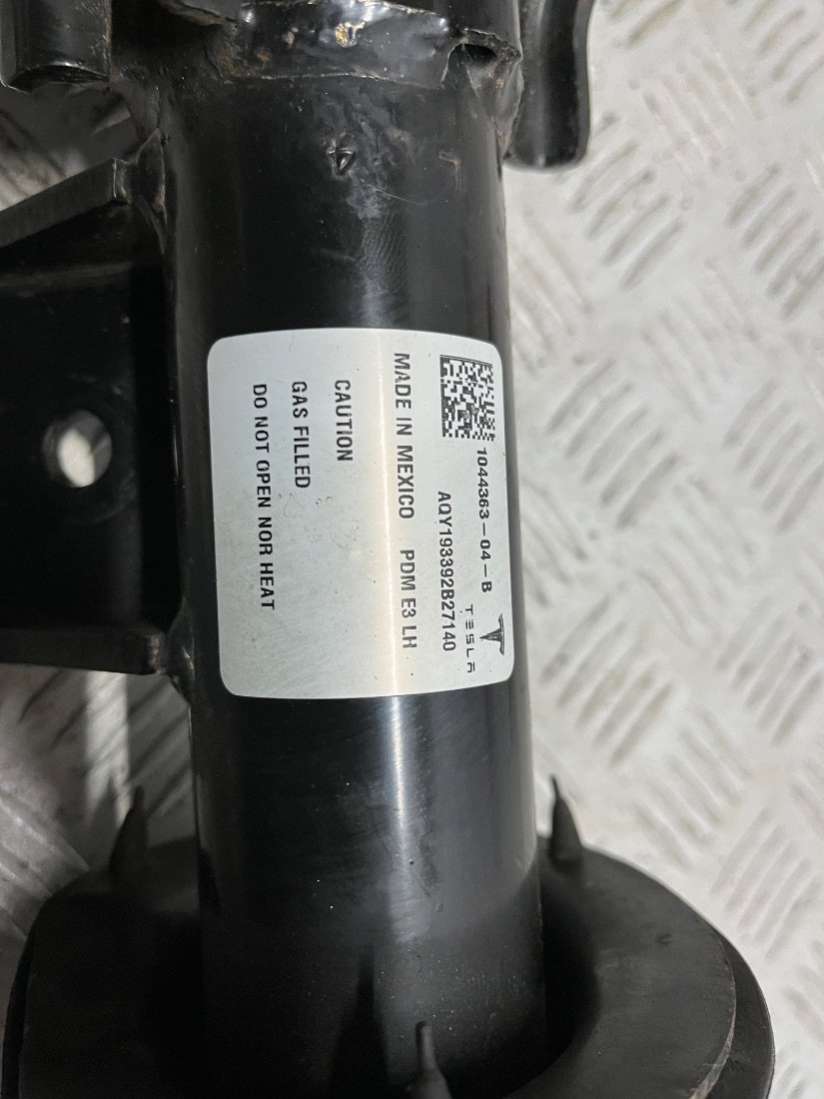 1044363-04-B
TESLA
AQY193392B27140
MADE IN MEXICO PDM E3 LH
CAUTION
GAS FILLED
DO NOT OPEN NOR HEAT